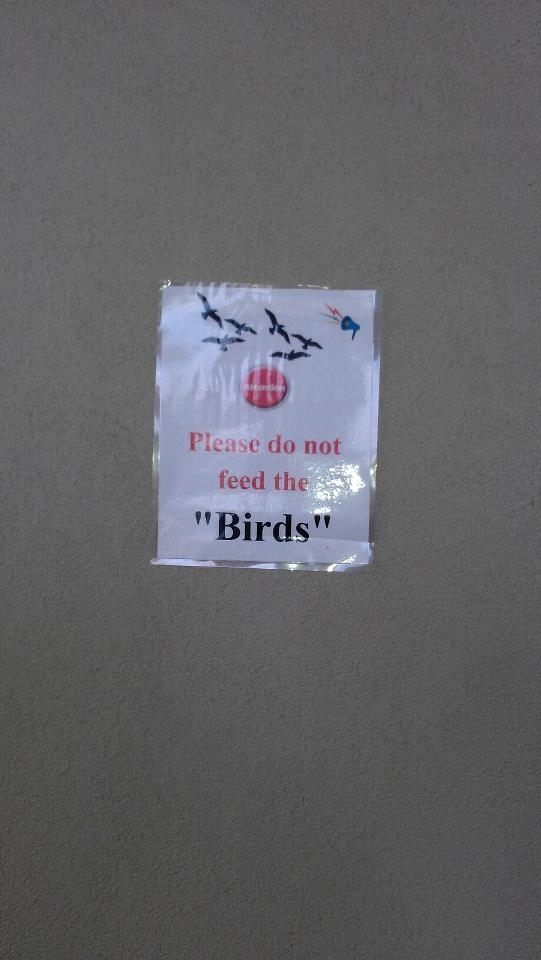 Attention
Please do not
feed the
"Birds"